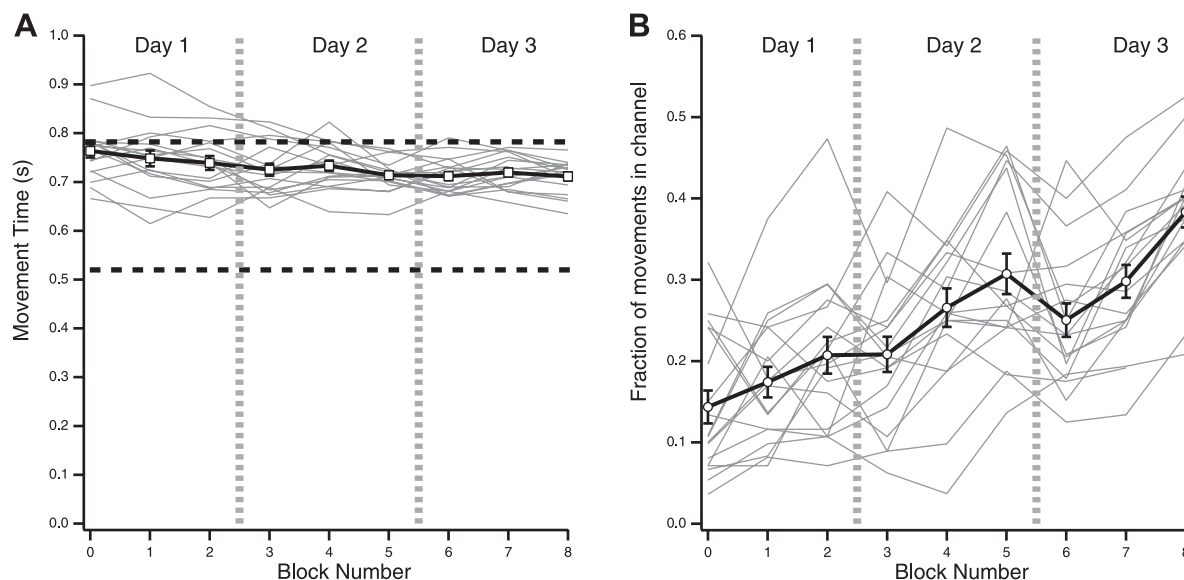 A
Day 1
Day 2
Day 3
Movement Time (s)
1.0
0.9
0.8
0.7
0.6
0.5
0.4
0.3
0.2
0.1
0.0
0 1 2 3 4 5 6 7 8
Block Number
B
Day 1
Day 2
Day 3
Fraction of movements in channel
0.6
0.5
0.4
0.3
0.2
0.1
0.0
0 1 2 3 4 5 6 7 8
Block Number